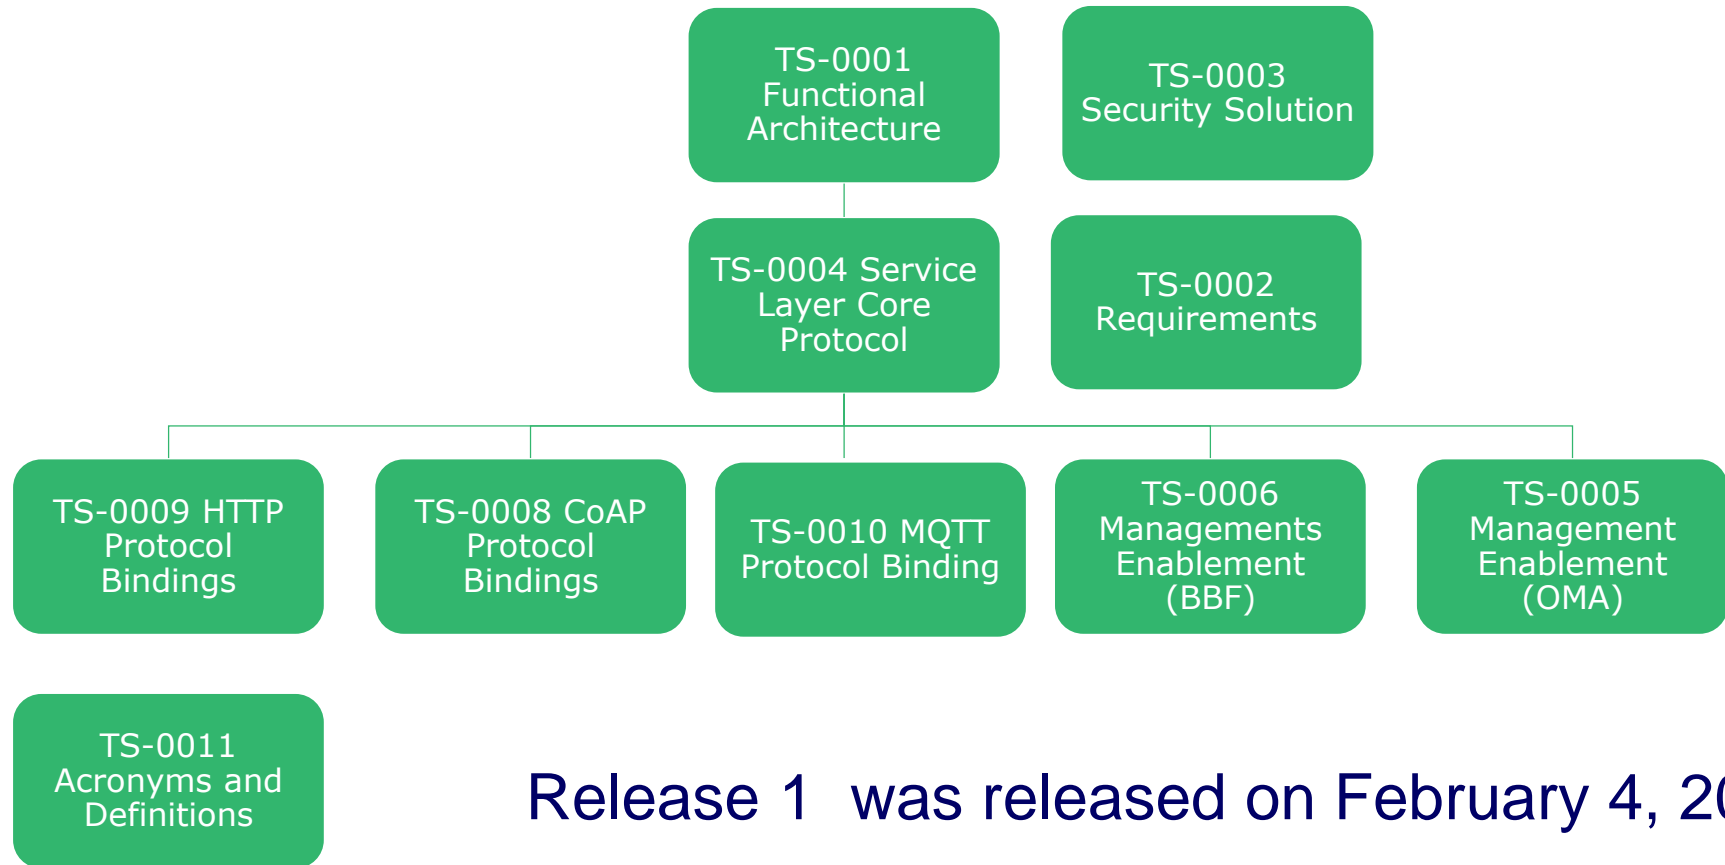 TS-0001
Functional
Architecture
TS-0003
Security Solution
TS-0004 Service
Layer Core
Protocol
TS-0002
Requirements
TS-0009 HTTP
Protocol
Bindings
TS-0008 CoAP
Protocol
Bindings
TS-0010 MQTT
Protocol Binding
TS-0006
Managements
Enablement
(BBF)
TS-0005
Management
Enablement
(OMA)
TS-0011
Acronyms and
Definitions
Release 1  was released on February 4,